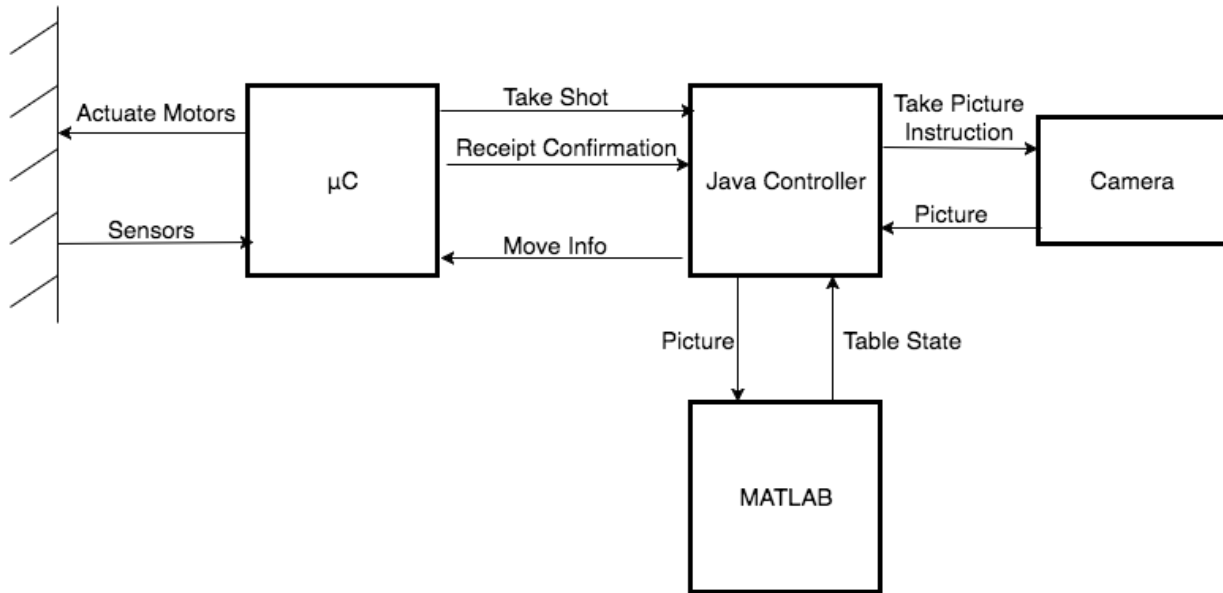 Actuate Motors
Sensors
µC
Take Shot
Receipt Confirmation
Move Info
Java Controller
Take Picture
Instruction
Picture
Camera
Picture
Table State
MATLAB